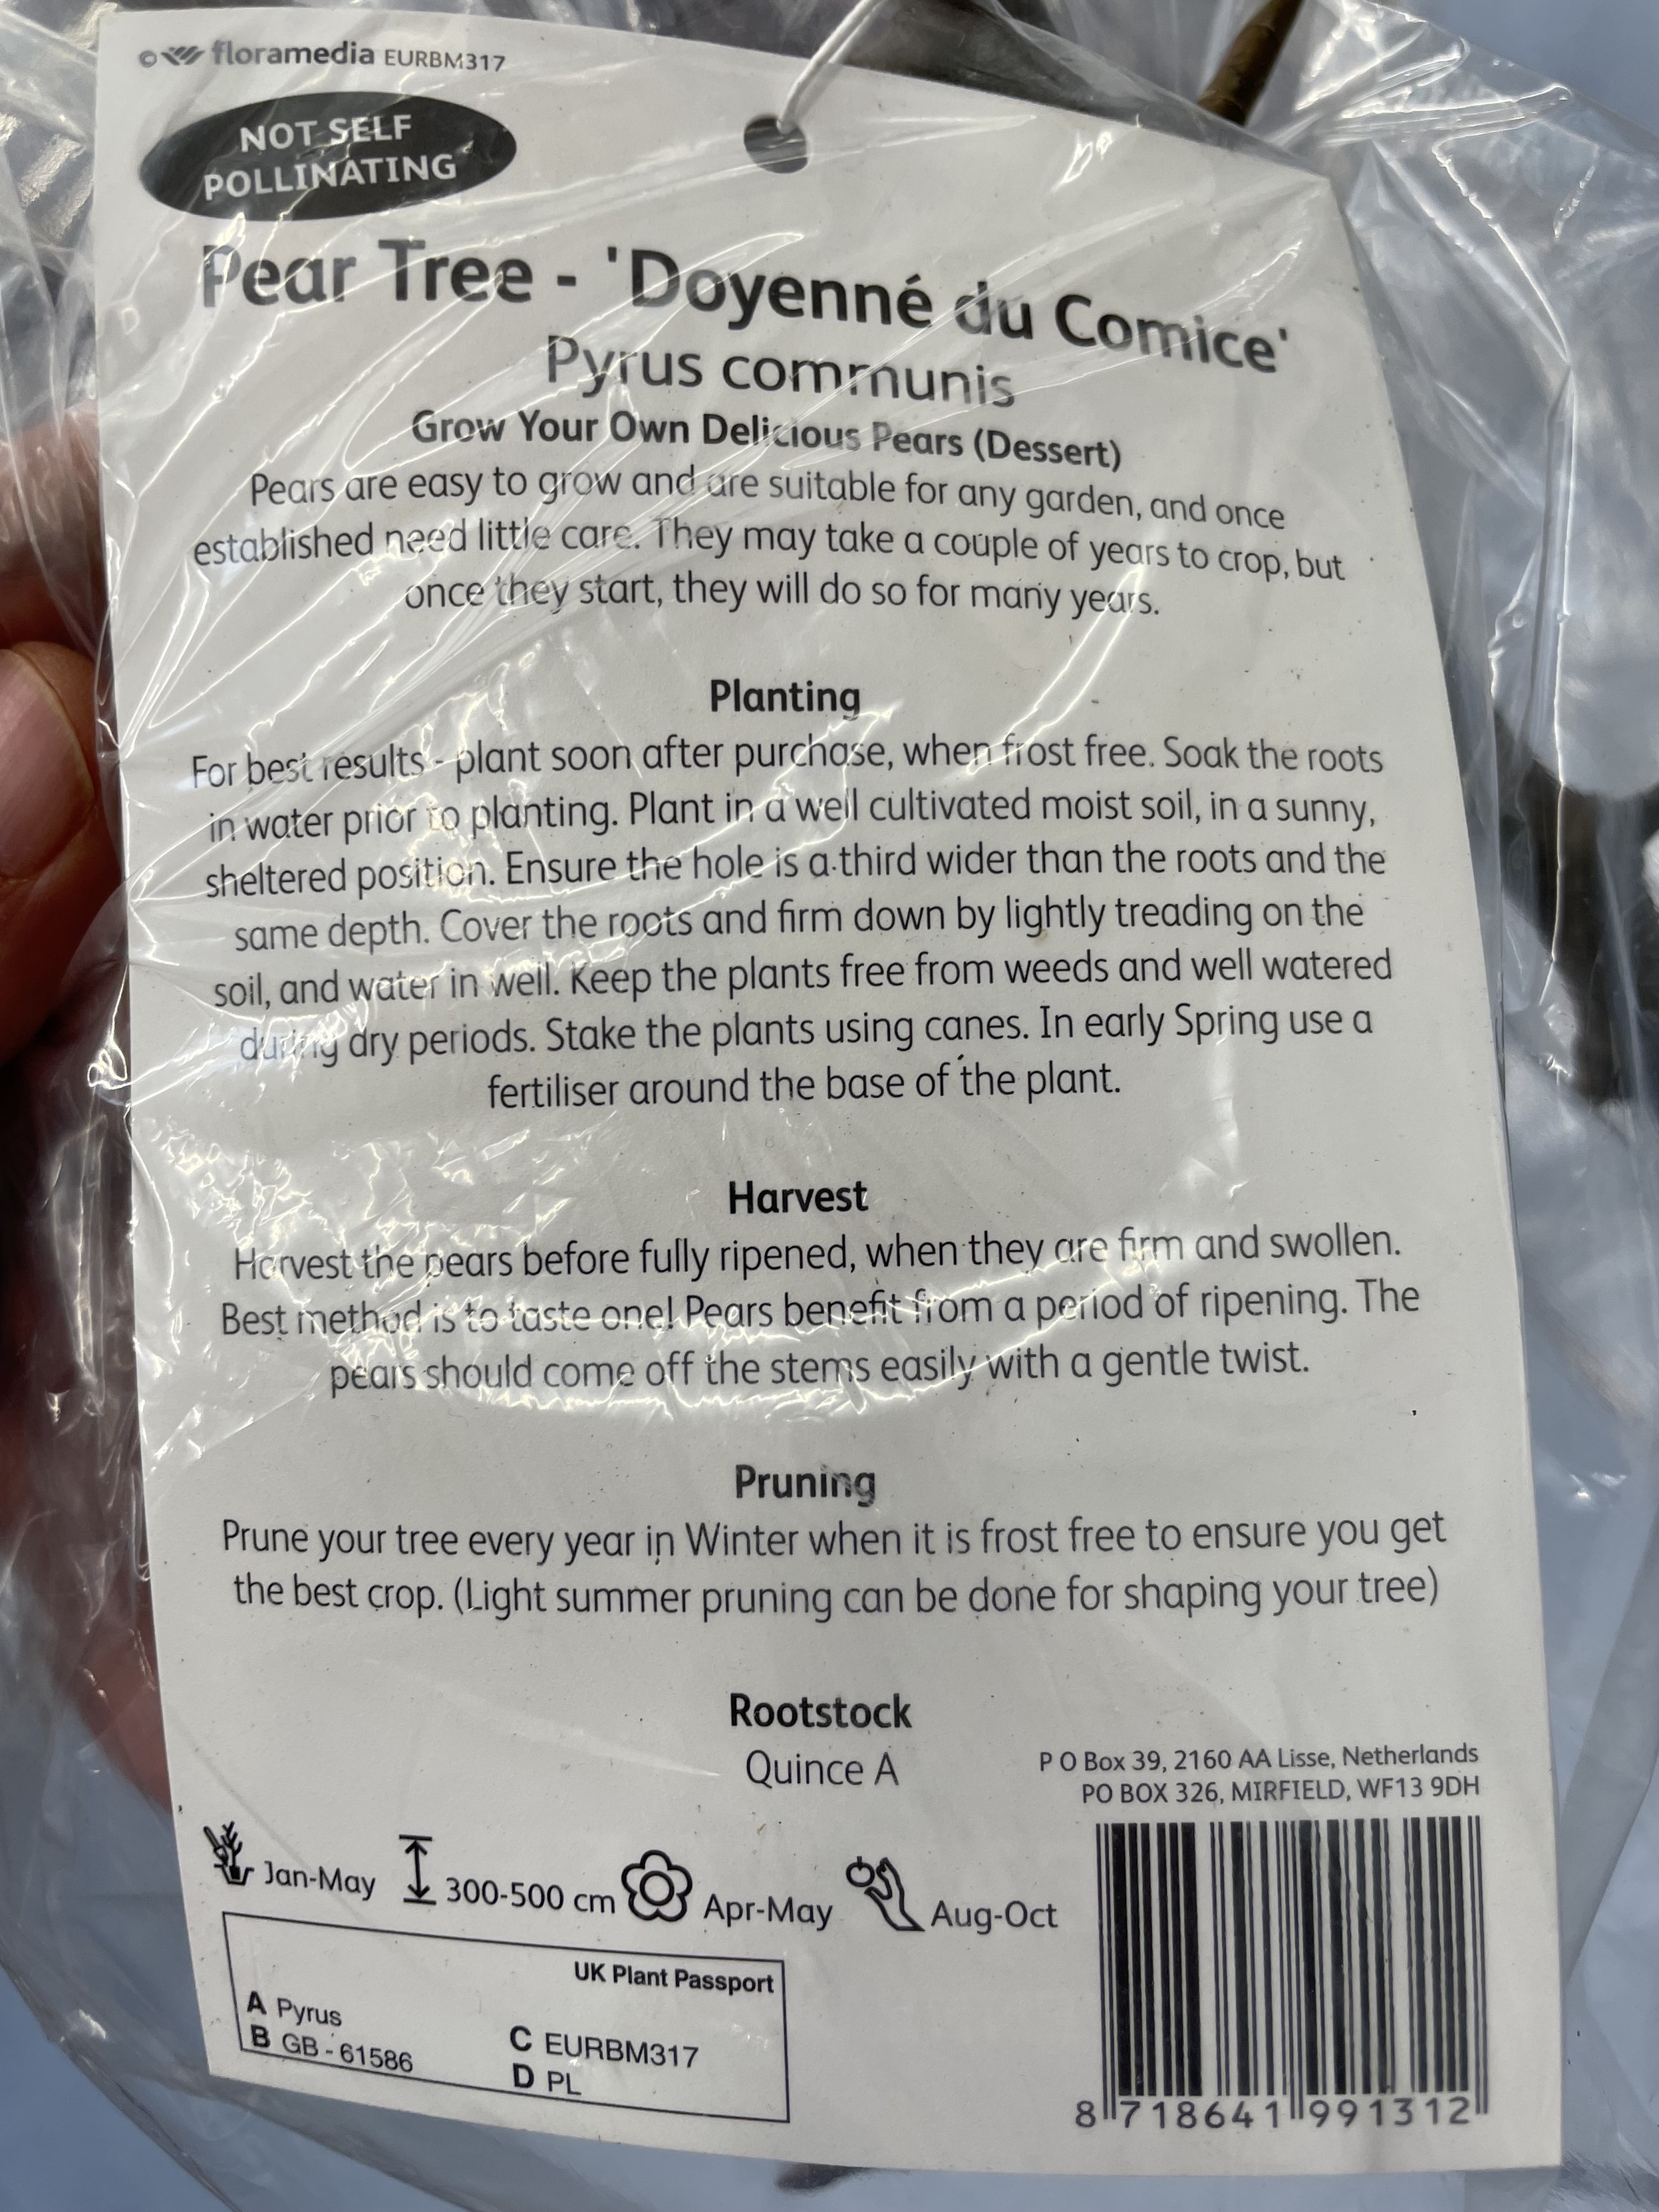 © floramedia EURBM317
NOT SELF
POLLINATING
Pear Tree - 'Doyenné du Comice'
Pyrus communis
Grow Your Own Delicious Pears (Dessert)
Pears are easy to grow and are suitable for any garden, and once
established need little care. They may take a couple of years to crop, but
once they start, they will do so for many years.
Planting
For best results - plant soon after purchase, when frost free. Soak the roots
in water prior to planting. Plant in a well cultivated moist soil, in a sunny,
sheltered position. Ensure the hole is a third wider than the roots and the
same depth. Cover the roots and firm down by lightly treading on the
soil, and water in well. Keep the plants free from weeds and well watered
during dry periods. Stake the plants using canes. In early Spring use a
fertiliser around the base of the plant.
Harvest
Harvest the pears before fully ripened, when they are firm and swollen.
Best method is to taste one! Pears benefit from a period of ripening. The
pears should come off the stems easily with a gentle twist.
Pruning
Prune your tree every year in Winter when it is frost free to ensure you get
the best crop. (Light summer pruning can be done for shaping your tree)
Rootstock
Quince A
P O Box 39, 2160 AA Lisse, Netherlands
PO BOX 326, MIRFIELD, WF13 9DH
Jan-May 300-500 cm Apr-May Aug-Oct
UK Plant Passport
A Pyrus
B GB - 61586
C EURBM317
D PL
8 718641 991312